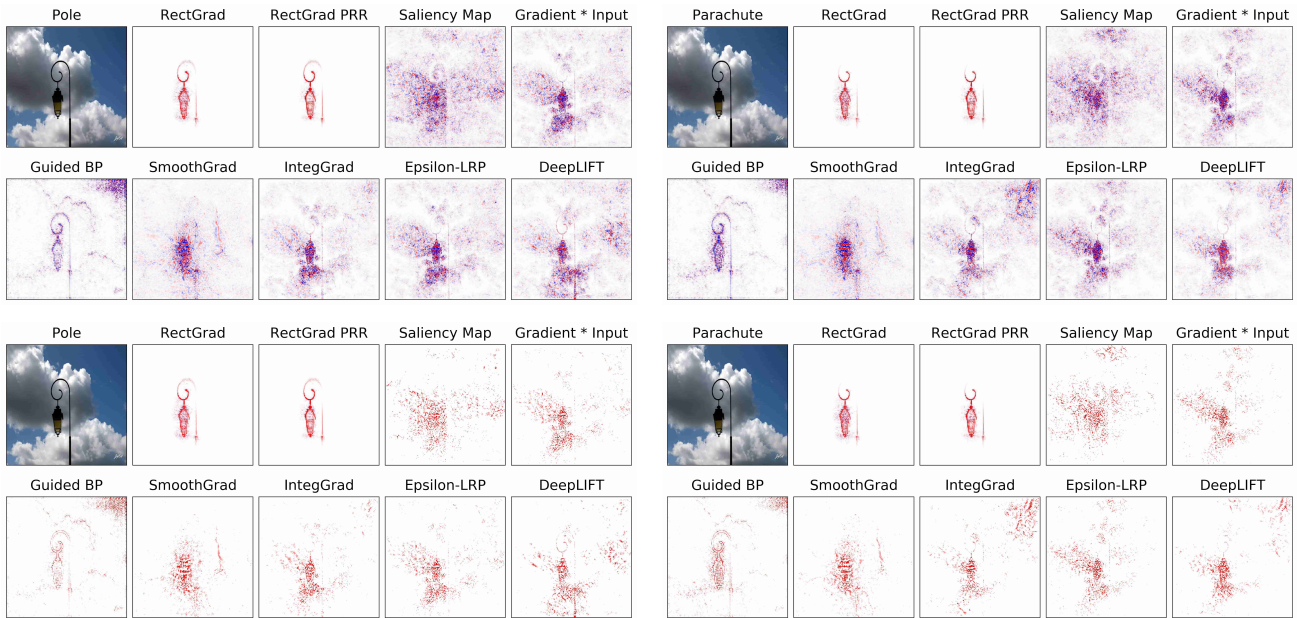 Pole RectGrad RectGrad PRR Saliency Map Gradient * Input
Guided BP SmoothGrad IntegGrad Epsilon-LRP DeepLIFT
Parachute RectGrad RectGrad PRR Saliency Map Gradient * Input
Guided BP SmoothGrad IntegGrad Epsilon-LRP DeepLIFT
Pole RectGrad RectGrad PRR Saliency Map Gradient * Input
Guided BP SmoothGrad IntegGrad Epsilon-LRP DeepLIFT
Parachute RectGrad RectGrad PRR Saliency Map Gradient * Input
Guided BP SmoothGrad IntegGrad Epsilon-LRP DeepLIFT